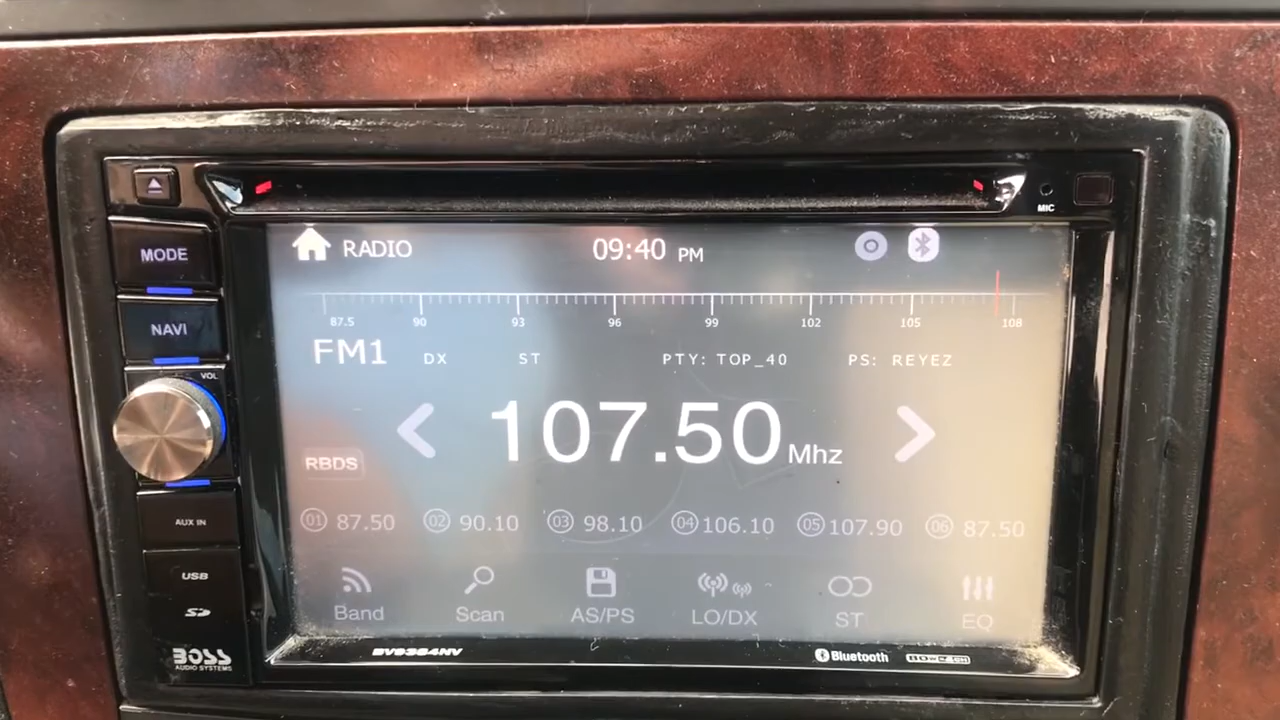 MIC
MODE
RADIO
09:40 PM
87.5 90 93 96 99 102 105 108
NAVI
FM1 DX ST PTY: TOP_40 PS: REYEZ
VOL
107.50 Mhz
RBDS
01 87.50 02 90.10 03 98.10 04 106.10 05 107.90 06 87.50
AUX IN
USB
SD
Band Scan AS/PS LO/DX ST EQ
BOSS
AUDIO SYSTEMS
BV9364NV
Bluetooth